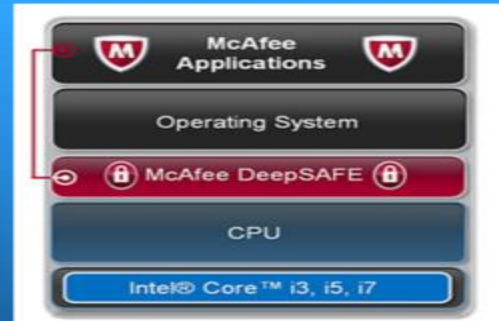 McAfee
Applications
Operating System
McAfee DeepSAFE
CPU
Intel® Core™ i3, i5, i7